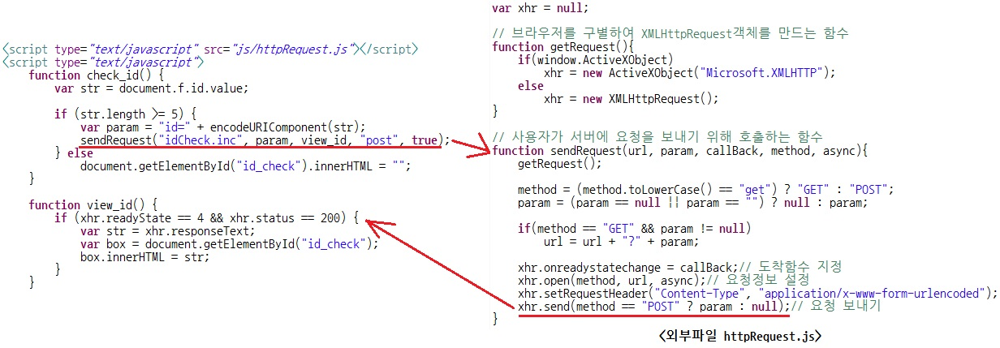 <script type="text/javascript" src="js/httpRequest.js"></script>
<script type="text/javascript">
    function check_id() {
        var str = document.f.id.value;

        if (str.length >= 5) {
            var param = "id=" + encodeURIComponent(str);
            sendRequest("idCheck.inc", param, view_id, "post", true);
        } else
            document.getElementById("id_check").innerHTML = "";
    }

    function view_id() {
        if (xhr.readyState == 4 && xhr.status == 200) {
            var str = xhr.responseText;
            var box = document.getElementById("id_check");
            box.innerHTML = str;
        }
    }
var xhr = null;

// 브라우저를 구별하여 XMLHttpRequest객체를 만드는 함수
function getRequest(){
    if(window.ActiveXObject)
        xhr = new ActiveXObject("Microsoft.XMLHTTP");
    else
        xhr = new XMLHttpRequest();
}

// 사용자가 서버에 요청을 보내기 위해 호출하는 함수
function sendRequest(url, param, callBack, method, async){
    getRequest();

    method = (method.toLowerCase() == "get") ? "GET" : "POST";
    param = (param == null || param == "") ? null : param;

    if(method == "GET" && param != null)
        url = url + "?" + param;

    xhr.onreadystatechange = callBack;// 도착함수 지정
    xhr.open(method, url, async);// 요청정보 설정
    xhr.setRequestHeader("Content-Type", "application/x-www-form-urlencoded");
    xhr.send(method == "POST" ? param : null);// 요청 보내기
}
<외부파일 httpRequest.js>